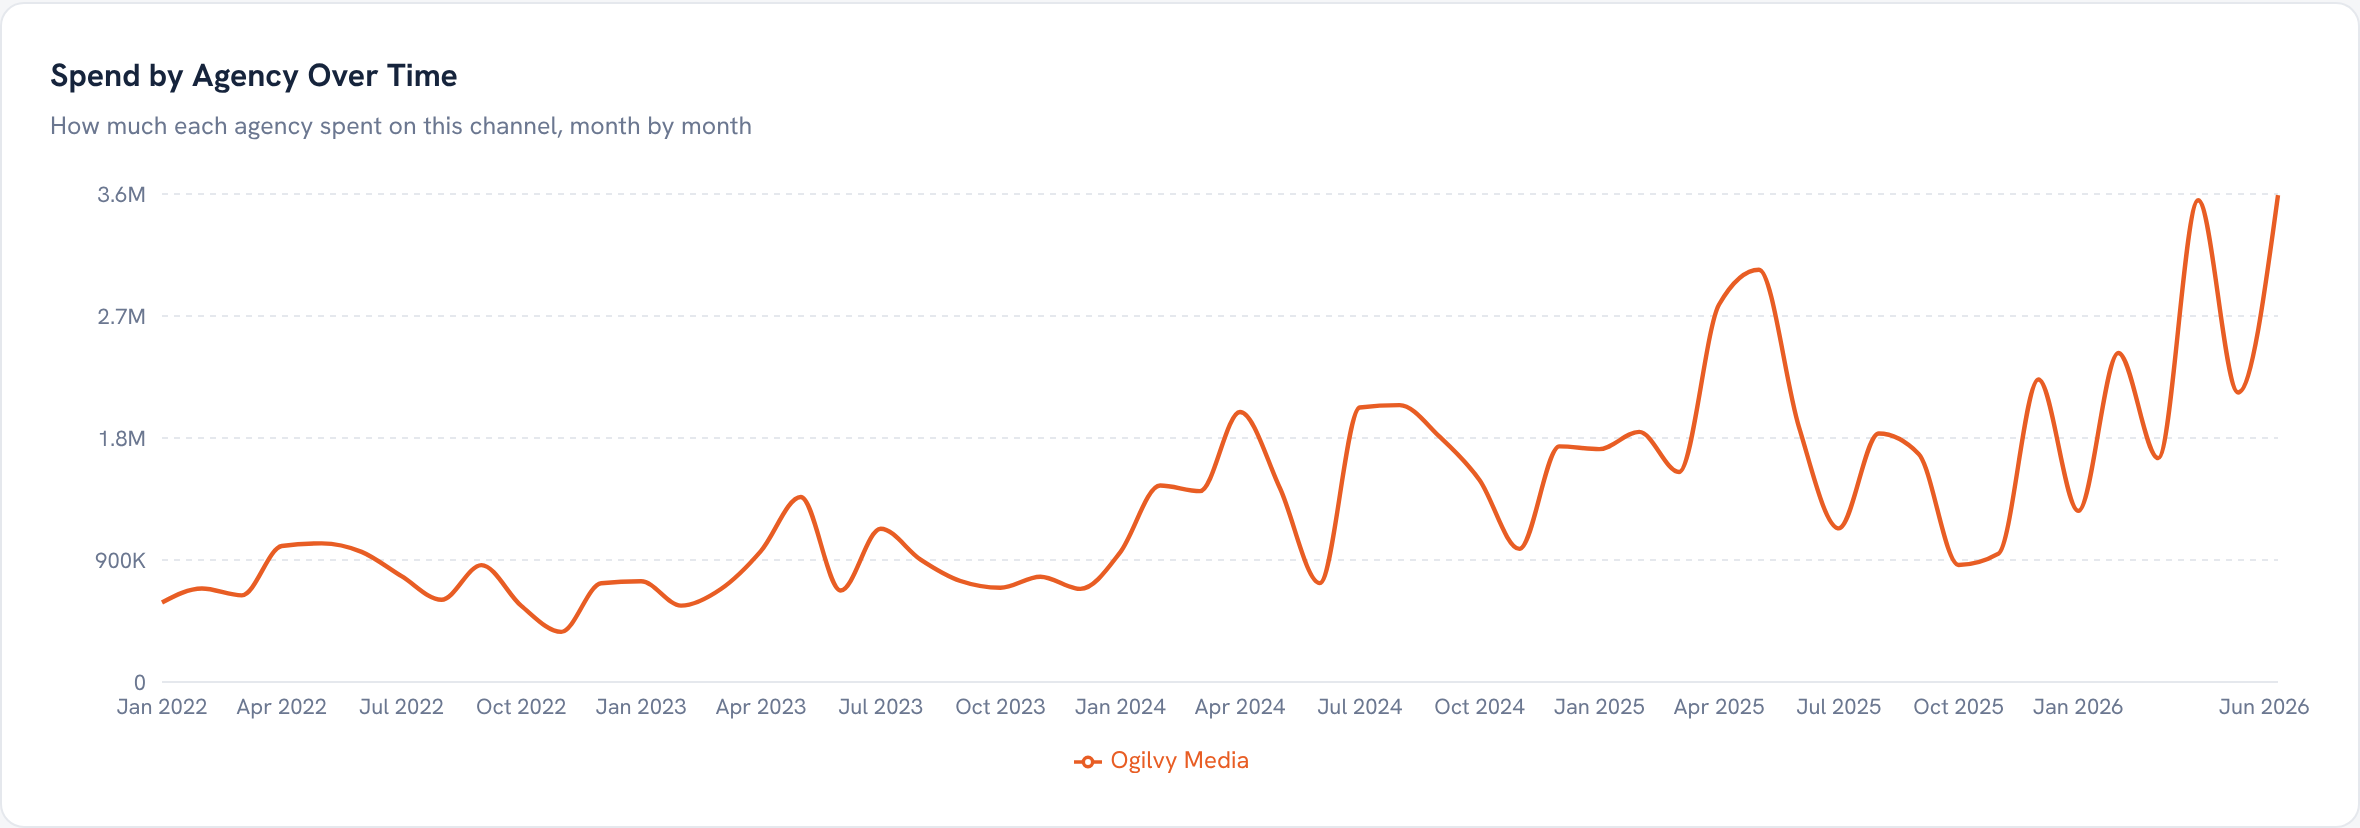 Spend by Agency Over Time
How much each agency spent on this channel, month by month
3.6M
2.7M
1.8M
900K
0
Jan 2022 Apr 2022 Jul 2022 Oct 2022 Jan 2023 Apr 2023 Jul 2023 Oct 2023 Jan 2024 Apr 2024 Jul 2024 Oct 2024 Jan 2025 Apr 2025 Jul 2025 Oct 2025 Jan 2026 Jun 2026
Ogilvy Media